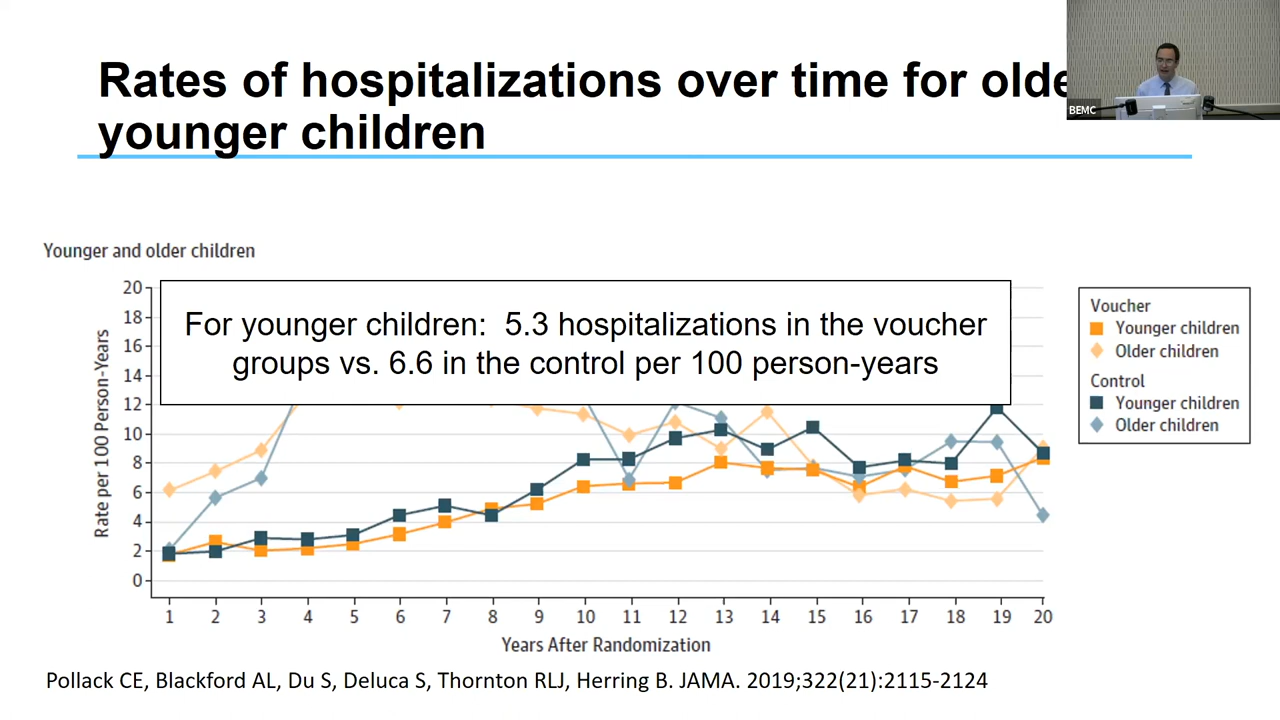 Rates of hospitalizations over time for olde
younger children
BEMC
Younger and older children
Rate per 100 Person-Years
20
18
16
14
12
10
8
6
4
2
0
For younger children: 5.3 hospitalizations in the voucher
groups vs. 6.6 in the control per 100 person-years
Voucher
Younger children
Older children
Control
Younger children
Older children
1 2 3 4 5 6 7 8 9 10 11 12 13 14 15 16 17 18 19 20
Years After Randomization
Pollack CE, Blackford AL, Du S, Deluca S, Thornton RLJ, Herring B. JAMA. 2019;322(21):2115-2124